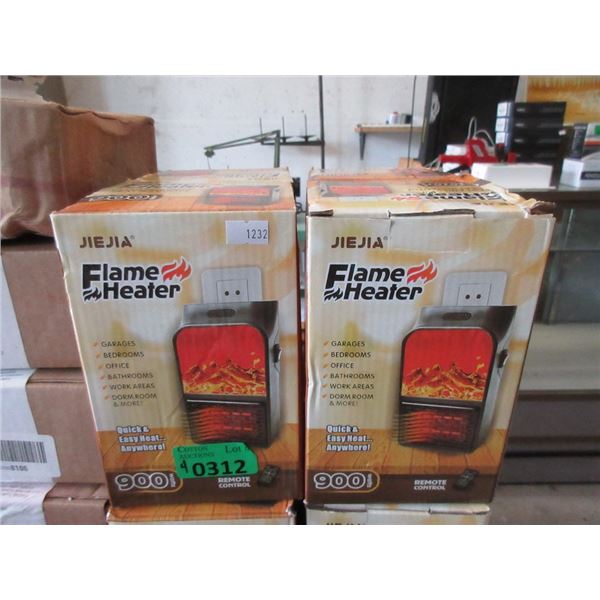 1232
JIEJIA®
Flame
Heater
GARAGES
BEDROOMS
OFFICE
BATHROOMS
WORK AREAS
DORM ROOM
& MORE!
Quick &
Easy Heat...
Anywhere!
COTTON
AUCTIONS
Lot #
0312
900
REMOTE
CONTROL
JIEJIA®
Flame
Heater
GARAGES
BEDROOMS
OFFICE
BATHROOMS
WORK AREAS
DORM ROOM
& MORE!
Quick &
Easy Heat...
Anywhere!
900
REMOTE
CONTROL